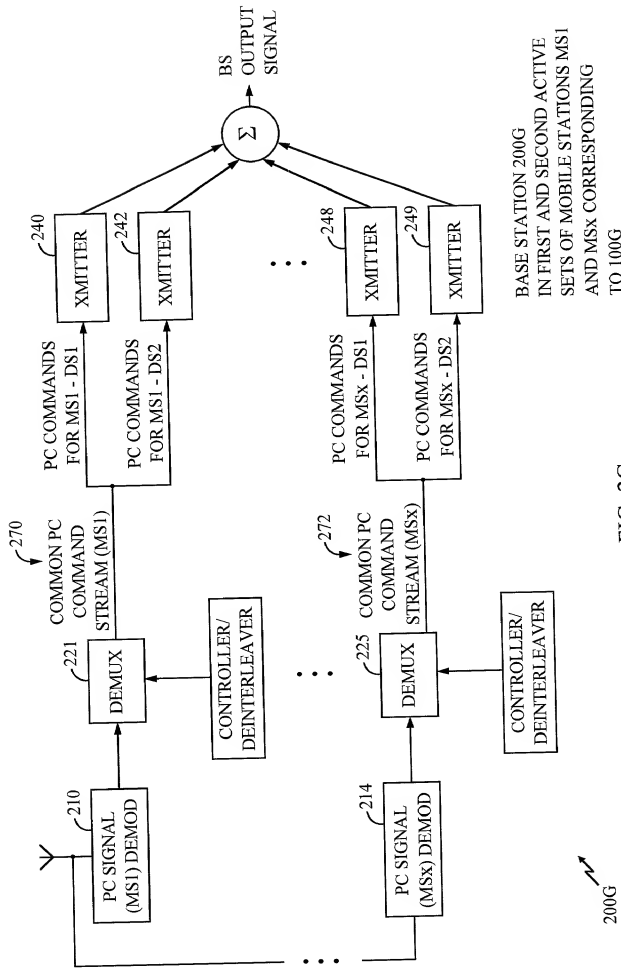 210
PC SIGNAL
(MS1) DEMOD
221
DEMUX
CONTROLLER/
DEINTERLEAVER
270
COMMON PC
COMMAND
STREAM (MS1)
PC COMMANDS
FOR MS1 - DS1
PC COMMANDS
FOR MS1 - DS2
240
XMITTER
242
XMITTER
Σ
BS
OUTPUT
SIGNAL
214
PC SIGNAL
(MSx) DEMOD
225
DEMUX
CONTROLLER/
DEINTERLEAVER
272
COMMON PC
COMMAND
STREAM (MSx)
PC COMMANDS
FOR MSx - DS1
PC COMMANDS
FOR MSx - DS2
248
XMITTER
249
XMITTER
BASE STATION 200G
IN FIRST AND SECOND ACTIVE
SETS OF MOBILE STATIONS MS1
AND MSx CORRESPONDING
TO 100G
200G